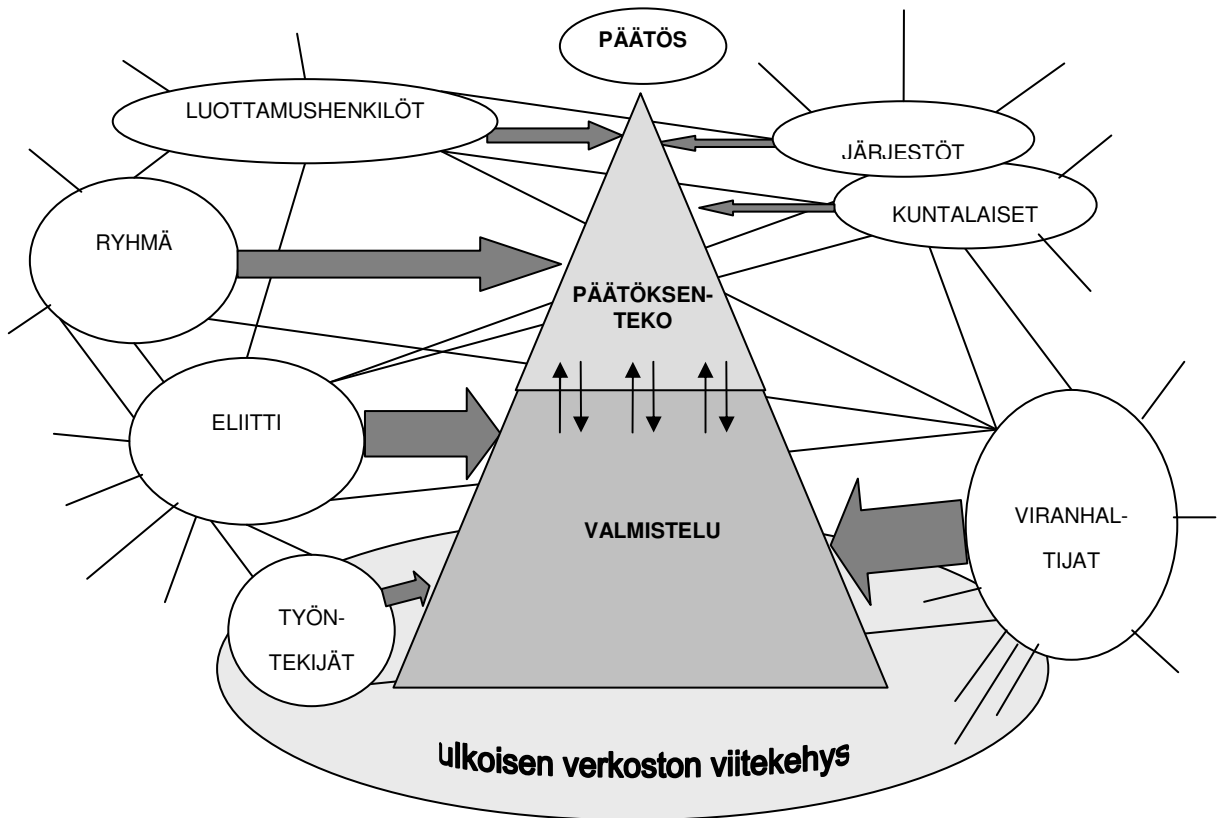 PÄÄTÖS
LUOTTAMUSHENKILÖT
JÄRJESTÖT
KUNTALAISET
RYHMÄ
PÄÄTÖKSEN-
TEKO
ELIITTI
VALMISTELU
VIRANHAL-
TIJAT
TYÖN-
TEKIJÄT
ulkoisen verkoston viitekehys